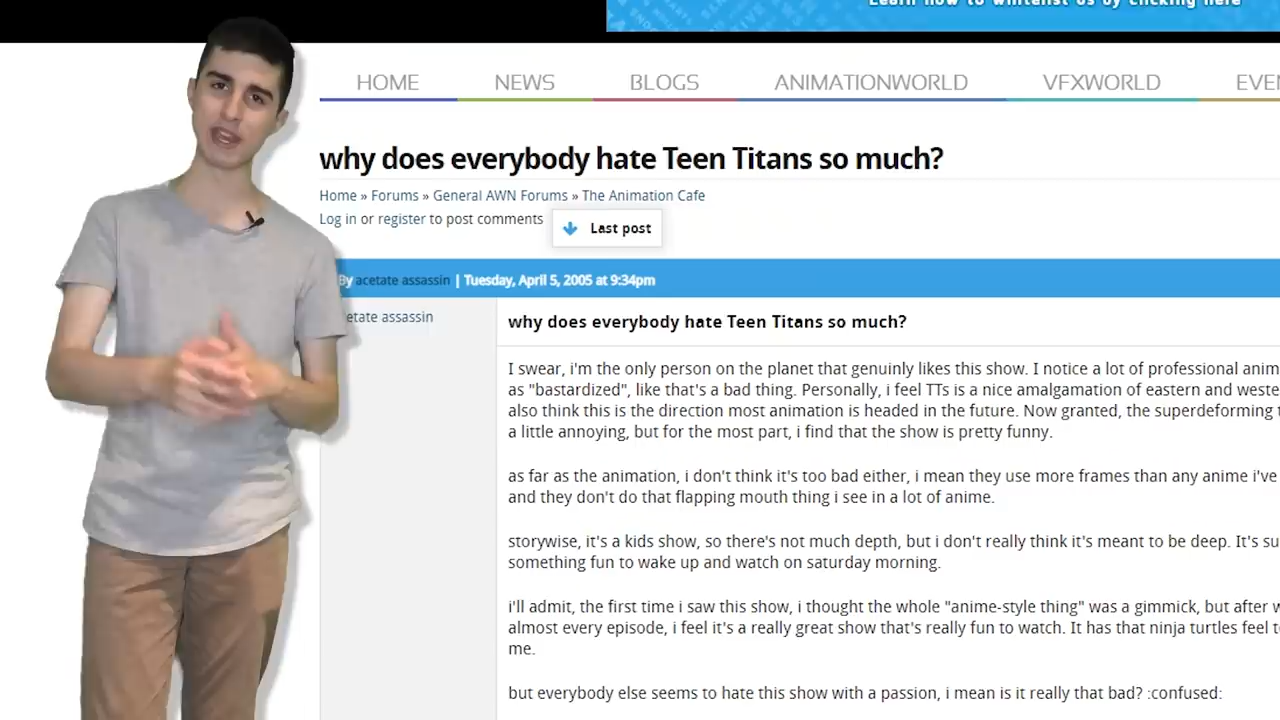 Learn how to whitelist us by clicking here
HOME NEWS BLOGS ANIMATIONWORLD VFXWORLD
why does everybody hate Teen Titans so much?
Home » Forums » General AWN Forums » The Animation Cafe
Log in or register to post comments
Last post
By acetate assassin | Tuesday, April 5, 2005 at 9:34pm
assassin
why does everybody hate Teen Titans so much?
I swear, i'm the only person on the planet that genuinly likes this show. I notice a lot of professional
as "bastardized", like that's a bad thing. Personally, i feel TTs is a nice amalgamation of eastern and
also think this is the direction most animation is headed in the future. Now granted, the superdeforming
a little annoying, but for the most part, i find that the show is pretty funny.
as far as the animation, i don't think it's too bad either, i mean they use more frames than any anime i've
and they don't do that flapping mouth thing i see in a lot of anime.
storywise, it's a kids show, so there's not much depth, but i don't really think it's meant to be deep. It's
something fun to wake up and watch on saturday morning.
i'll admit, the first time i saw this show, i thought the whole "anime-style thing" was a gimmick, but after
almost every episode, i feel it's a really great show that's really fun to watch. It has that ninja turtles feel
me.
but everybody else seems to hate this show with a passion, i mean is it really that bad? :confused: